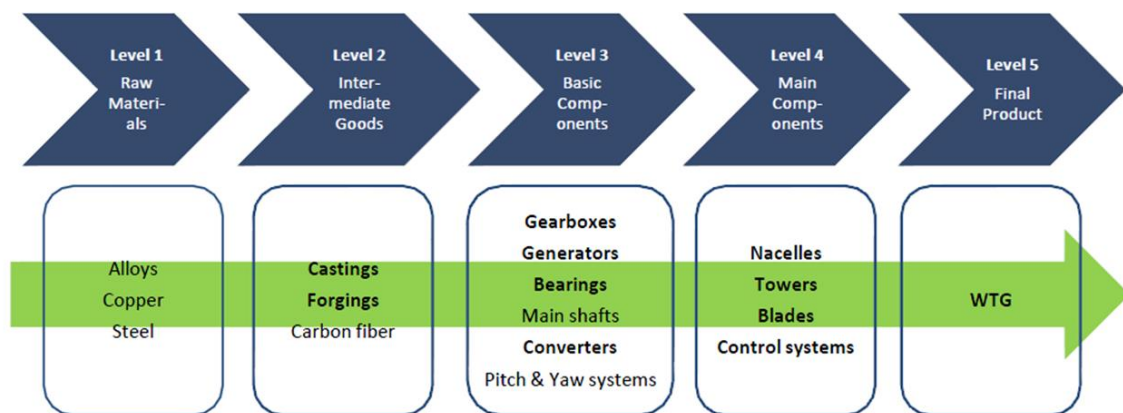 Level 1
Raw
Materi-
als
Level 2
Inter-
mediate
Goods
Level 3
Basic
Comp-
onents
Level 4
Main
Comp-
onents
Level 5
Final
Product
Alloys
Copper
Steel
Castings
Forgings
Carbon fiber
Gearboxes
Generators
Bearings
Main shafts
Converters
Pitch & Yaw systems
Nacelles
Towers
Blades
Control systems
WTG